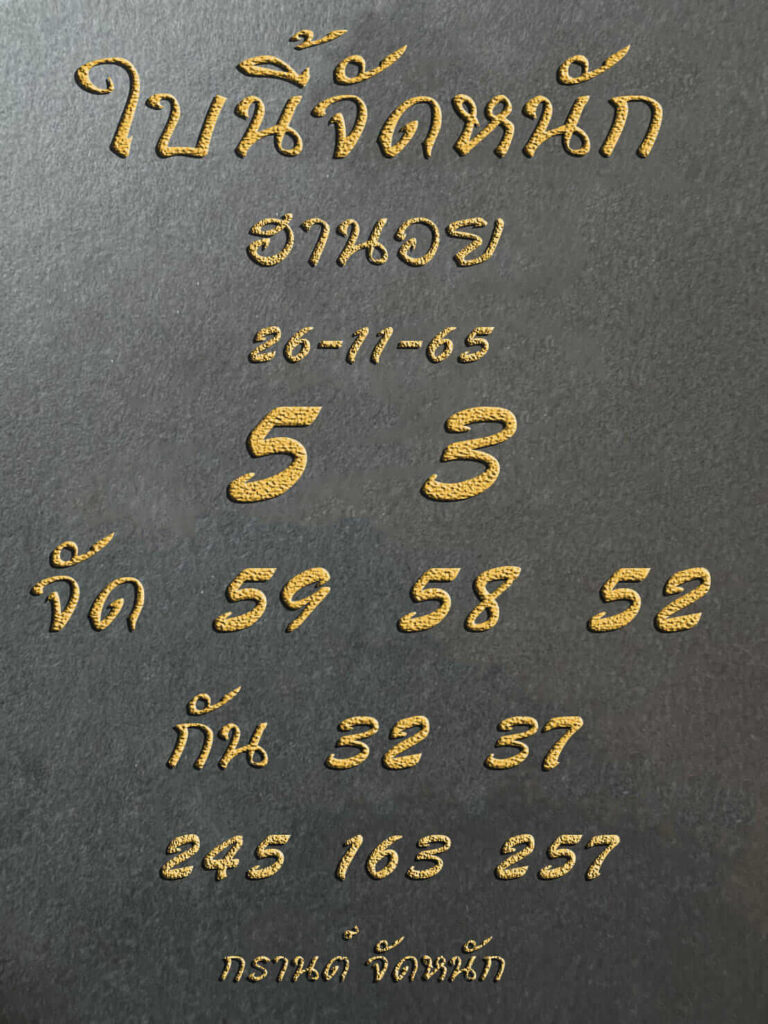 ใบนี้จัดหนัก
ฮานอย
26-11-65
5 3
จัด 59 58 52
กัน 32 37
245 163 257
กรานต์ จัดหนัก